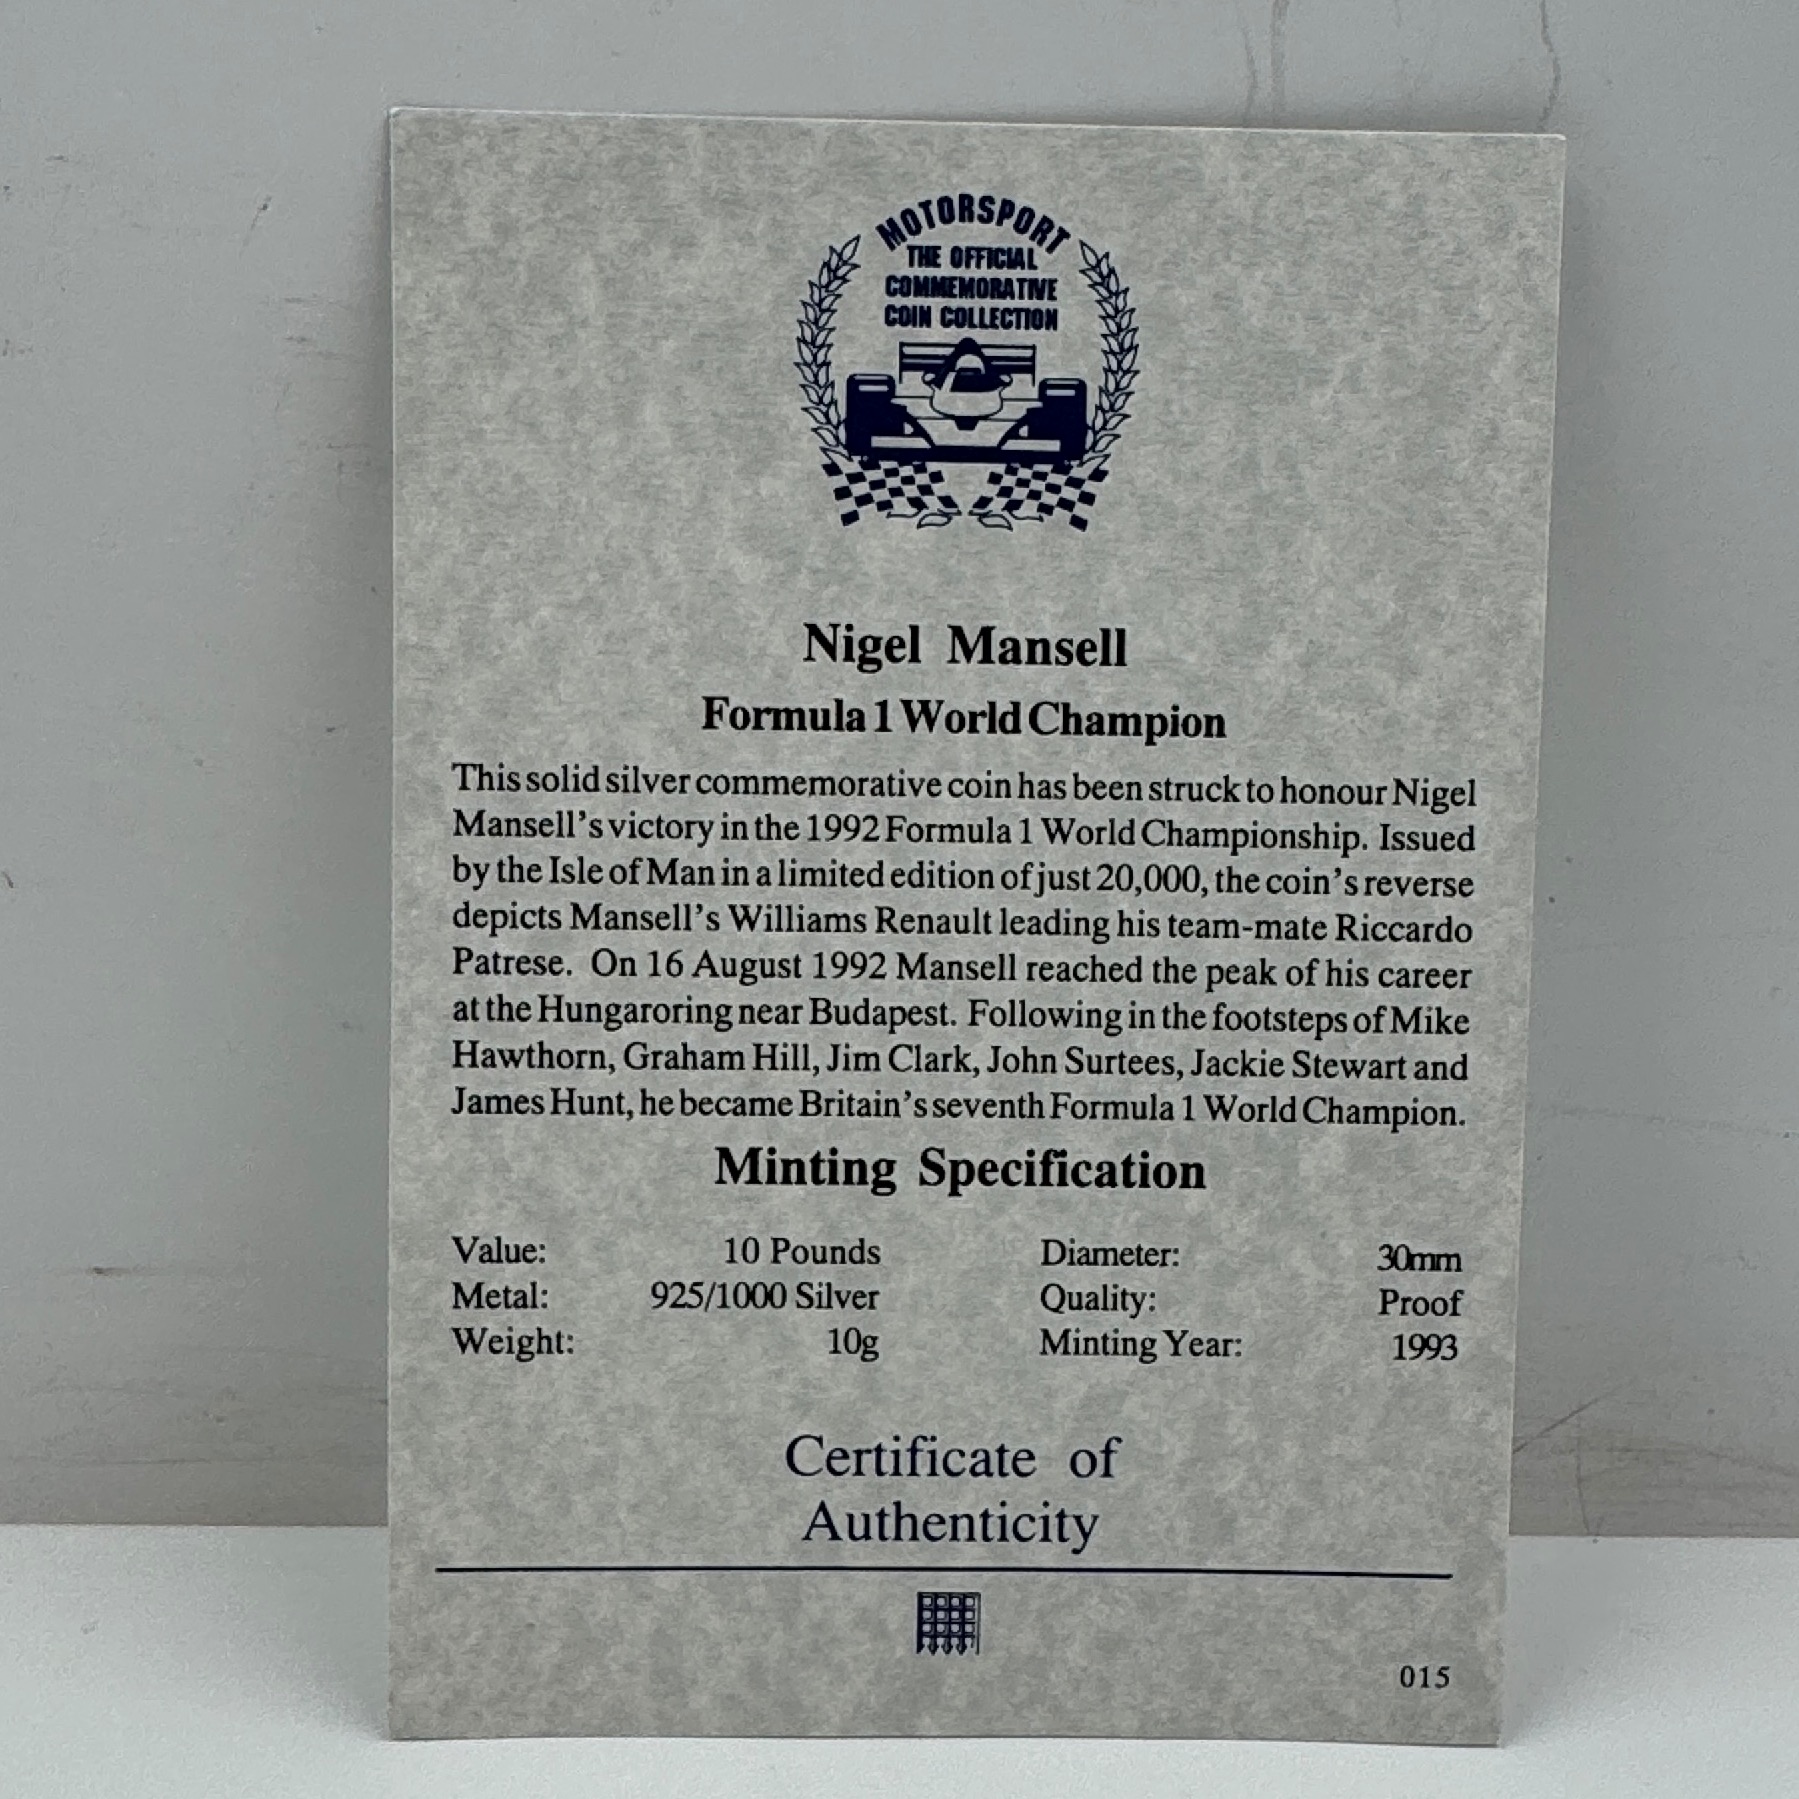 MOTORSPORT
THE OFFICIAL
COMMEMORATIVE
COIN COLLECTION
Nigel Mansell
Formula 1 World Champion
This solid silver commemorative coin has been struck to honour Nigel
Mansell's victory in the 1992 Formula 1 World Championship. Issued
by the Isle of Man in a limited edition of just 20,000, the coin's reverse
depicts Mansell's Williams Renault leading his team-mate Riccardo
Patrese. On 16 August 1992 Mansell reached the peak of his career
at the Hungaroring near Budapest. Following in the footsteps of Mike
Hawthorn, Graham Hill, Jim Clark, John Surtees, Jackie Stewart and
James Hunt, he became Britain's seventh Formula 1 World Champion.
Minting Specification
Value: 10 Pounds Diameter: 30mm
Metal: 925/1000 Silver Quality: Proof
Weight: 10g Minting Year: 1993
Certificate of
Authenticity
015